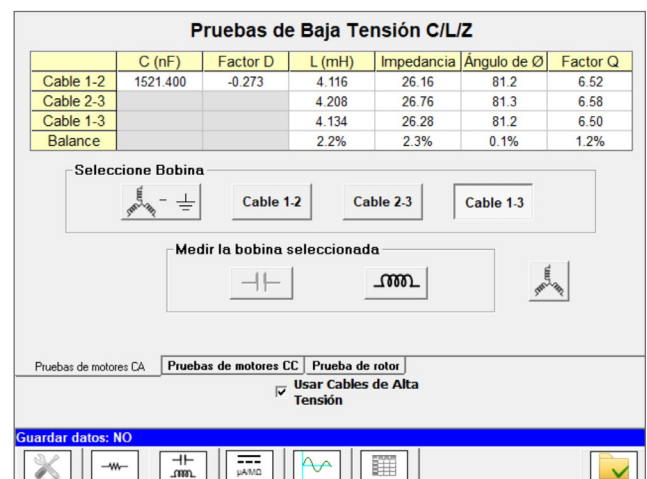 Pruebas de Baja Tensión C/L/Z
C (nF) Factor D L (mH) Impedancia Ángulo de Ø Factor Q
Cable 1-2 1521.400 -0.273 4.116 26.16 81.2 6.52
Cable 2-3 4.208 26.76 81.3 6.58
Cable 1-3 4.134 26.28 81.2 6.50
Balance 2.2% 2.3% 0.1% 1.2%
Seleccione Bobina
Cable 1-2 Cable 2-3 Cable 1-3
Medir la bobina seleccionada
Pruebas de motores CA Pruebas de motores CC Prueba de rotor
Usar Cables de Alta
Tensión
Guardar datos: NO
µA/MΩ